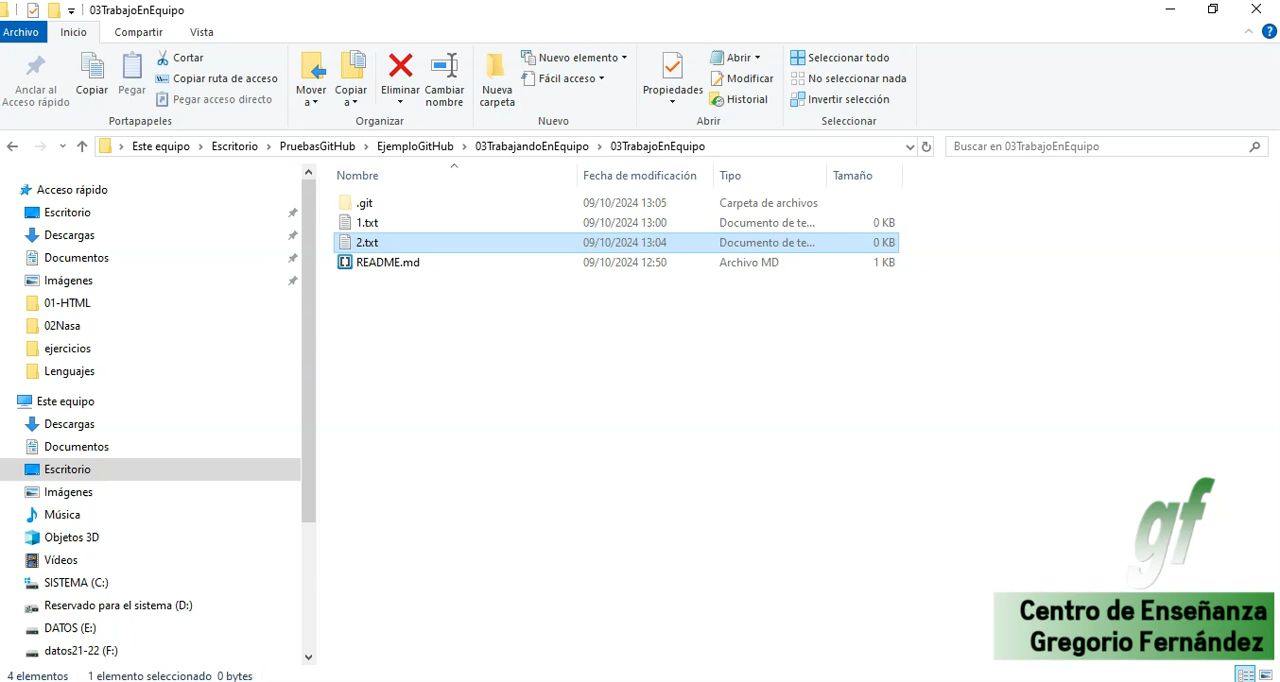 03TrabajoEnEquipo
Archivo Inicio Compartir Vista
Anclar al
Acceso rápido
Copiar
Pegar
Cortar
Copiar ruta de acceso
Pegar acceso directo
Portapapeles
Mover
a
Copiar
a
Eliminar
Cambiar
nombre
Organizar
Nueva
carpeta
Nuevo elemento
Fácil acceso
Nuevo
Propiedades
Abrir
Modificar
Historial
Abrir
Seleccionar todo
No seleccionar nada
Invertir selección
Seleccionar
Este equipo > Escritorio > PruebasGitHub > EjemploGitHub > 03TrabajandoEnEquipo > 03TrabajoEnEquipo
Buscar en 03TrabajoEnEquipo
Acceso rápido
Escritorio
Descargas
Documentos
Imágenes
01-HTML
02Nasa
ejercicios
Lenguajes
Este equipo
Descargas
Documentos
Escritorio
Imágenes
Música
Objetos 3D
Vídeos
SISTEMA (C:)
Reservado para el sistema (D:)
DATOS (E:)
datos21-22 (F:)
Nombre Fecha de modificación Tipo Tamaño
.git 09/10/2024 13:05 Carpeta de archivos
1.txt 09/10/2024 13:00 Documento de te... 0 KB
2.txt 09/10/2024 13:04 Documento de te... 0 KB
README.md 09/10/2024 12:50 Archivo MD 1 KB
gf
Centro de Enseñanza
Gregorio Fernández
4 elementos 1 elemento seleccionado 0 bytes